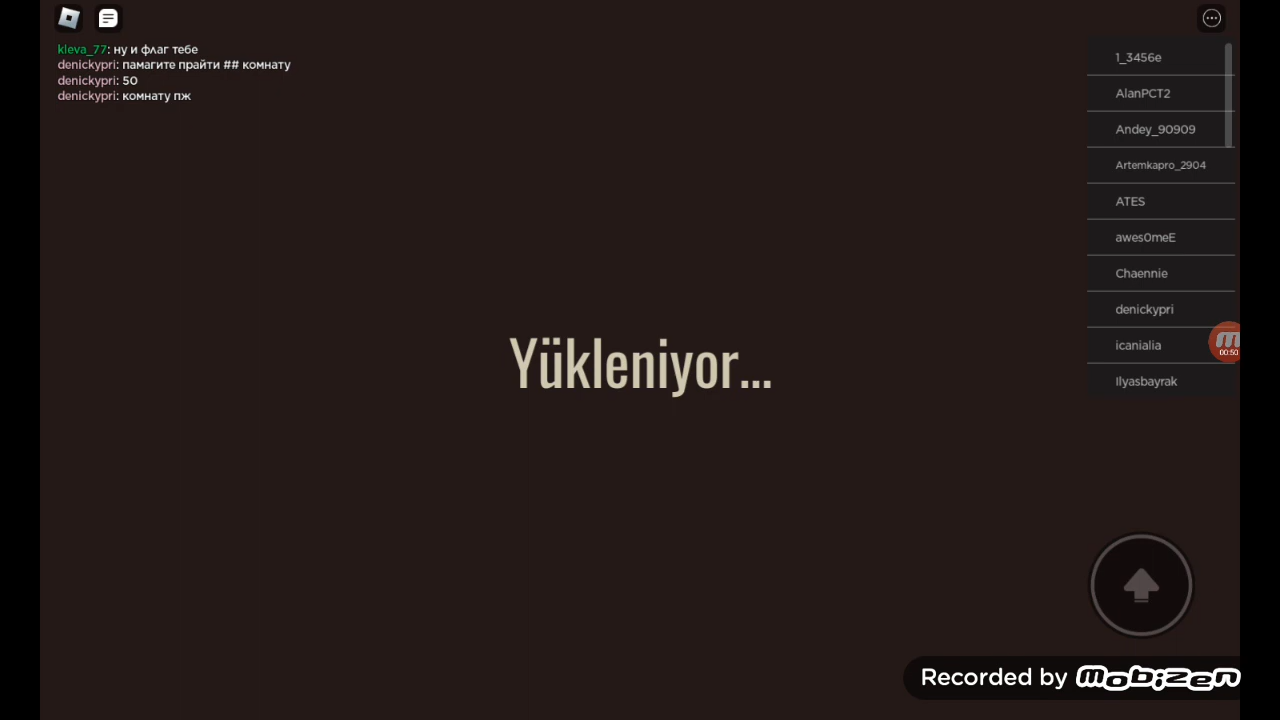 kleva_77: ну и флаг тебе
denickypri: памагите прайти ## комнату
denickypri: 50
denickypri: комнату пж
1_3456e
AlanPCT2
Andey_90909
Artemkapro_2904
ATES
awes0meE
Chaennie
denickypri
icanialia
Ilyasbayrak
Yükleniyor...
00:50
Recorded by mobizen